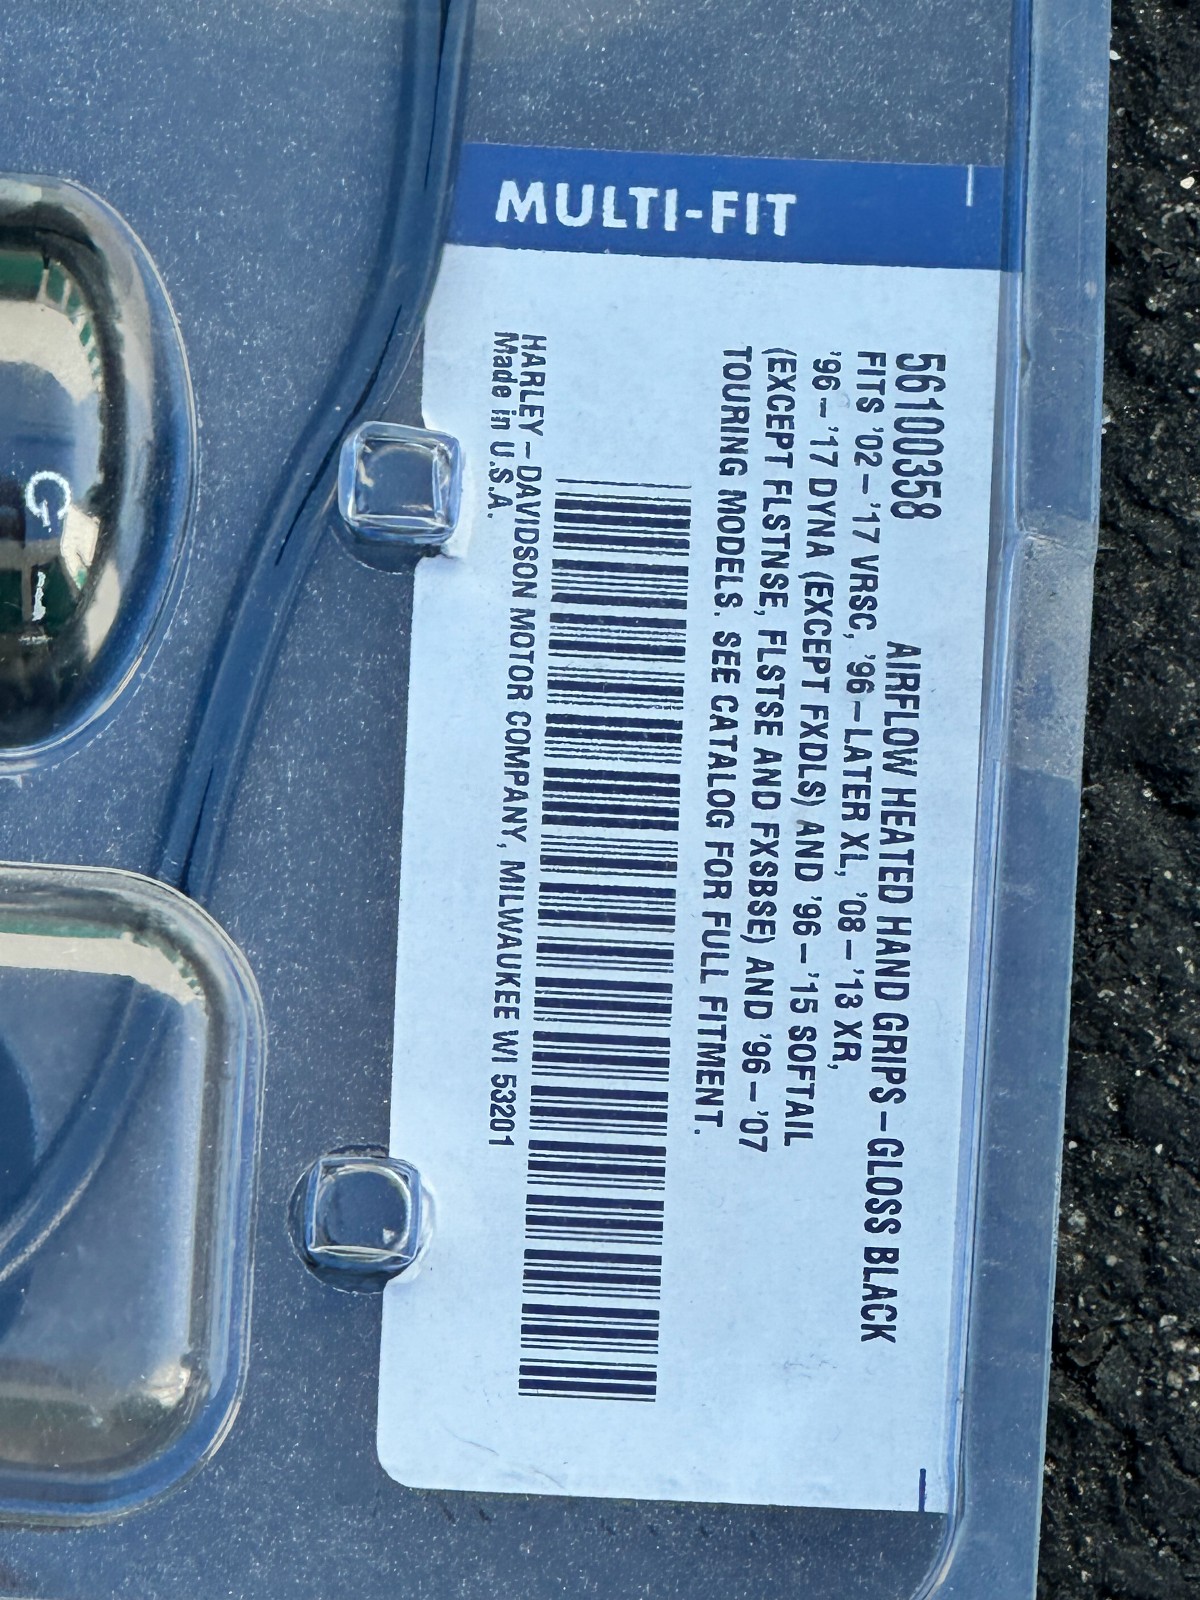 MULTI-FIT
56100358 AIRFLOW HEATED HAND GRIPS–GLOSS BLACK
FITS '02–'17 VRSC, '96–LATER XL, '08–'13 XR,
'96–'17 DYNA (EXCEPT FXDLS) AND '96–'15 SOFTAIL
(EXCEPT FLSTNSE, FLSTSE AND FXSBSE) AND '96–'07
TOURING MODELS. SEE CATALOG FOR FULL FITMENT.
HARLEY–DAVIDSON MOTOR COMPANY, MILWAUKEE WI 53201
Made in U.S.A.